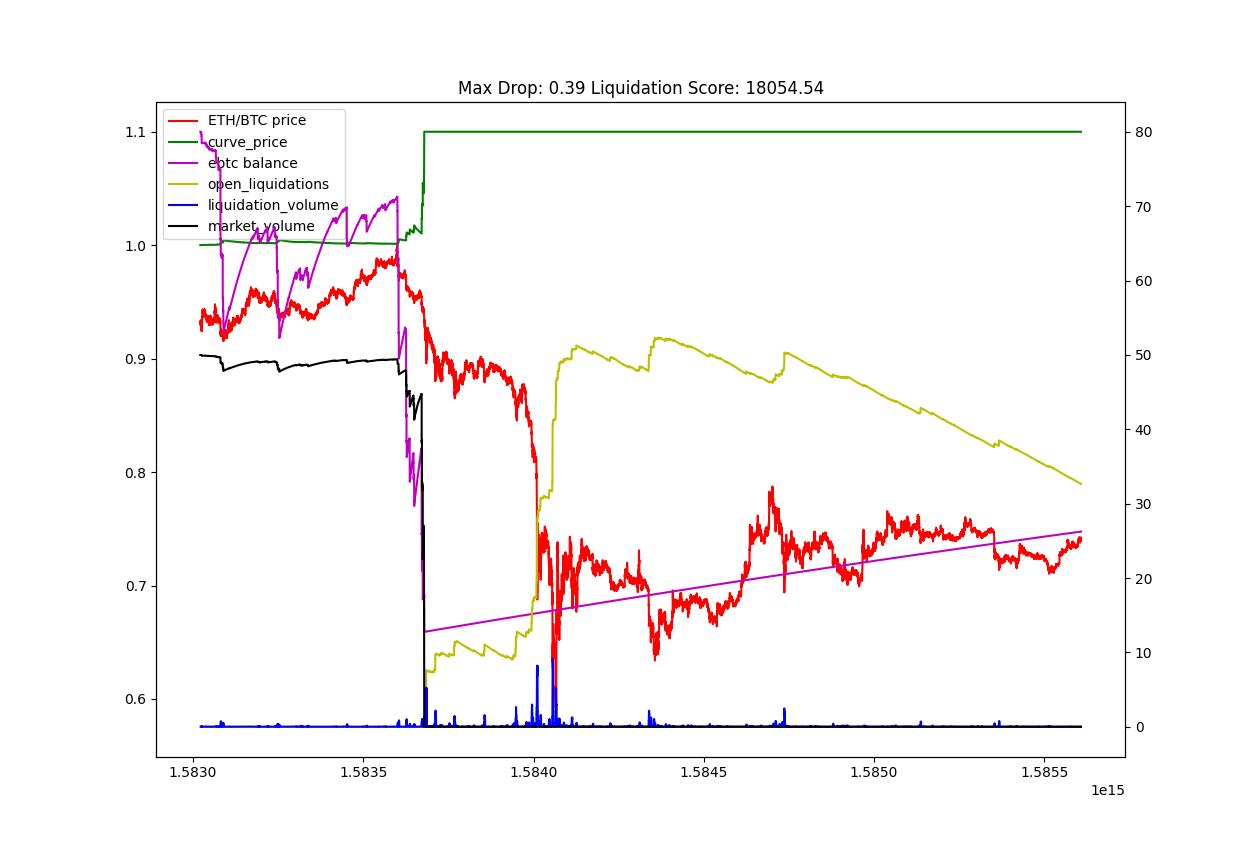 Max Drop: 0.39 Liquidation Score: 18054.54
ETH/BTC price
curve_price
ebtc balance
open_liquidations
liquidation_volume
market_volume
1.1
1.0
0.9
0.8
0.7
0.6
80
70
60
50
40
30
20
10
0
1.5830 1.5835 1.5840 1.5845 1.5850 1.5855
1e15